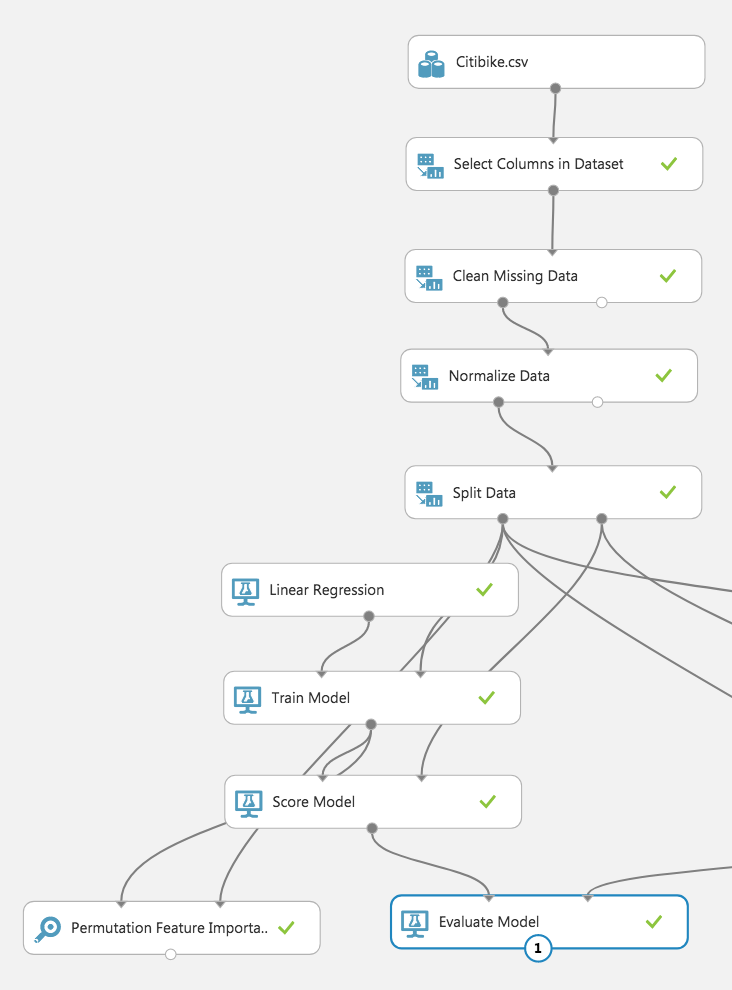 Citibike.csv
Select Columns in Dataset
Clean Missing Data
Normalize Data
Split Data
Linear Regression
Train Model
Score Model
Permutation Feature Importa..
Evaluate Model
1